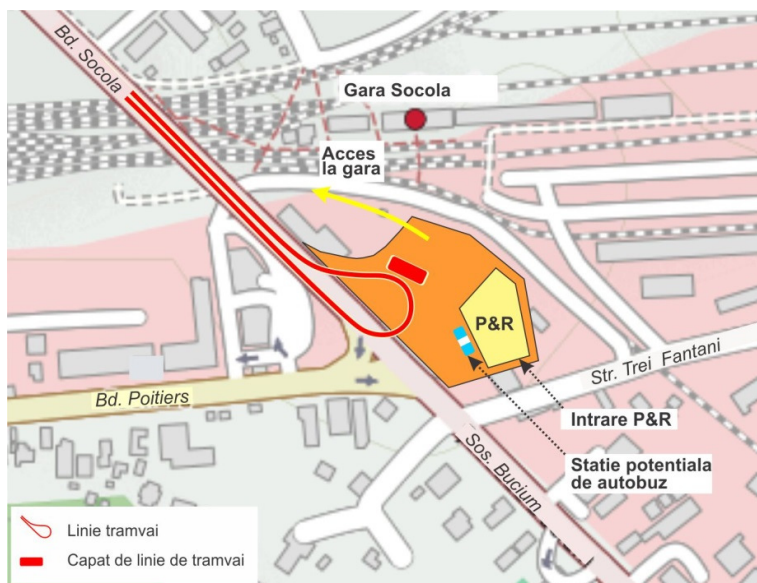 Bd. Socola
Gara Socola
Acces
la gara
P&R
Str. Trei Fantani
Bd. Poitiers
Intrare P&R
Sos. Bucium
Statie potentiala
de autobuz
Linie tramvai
Capat de linie de tramvai